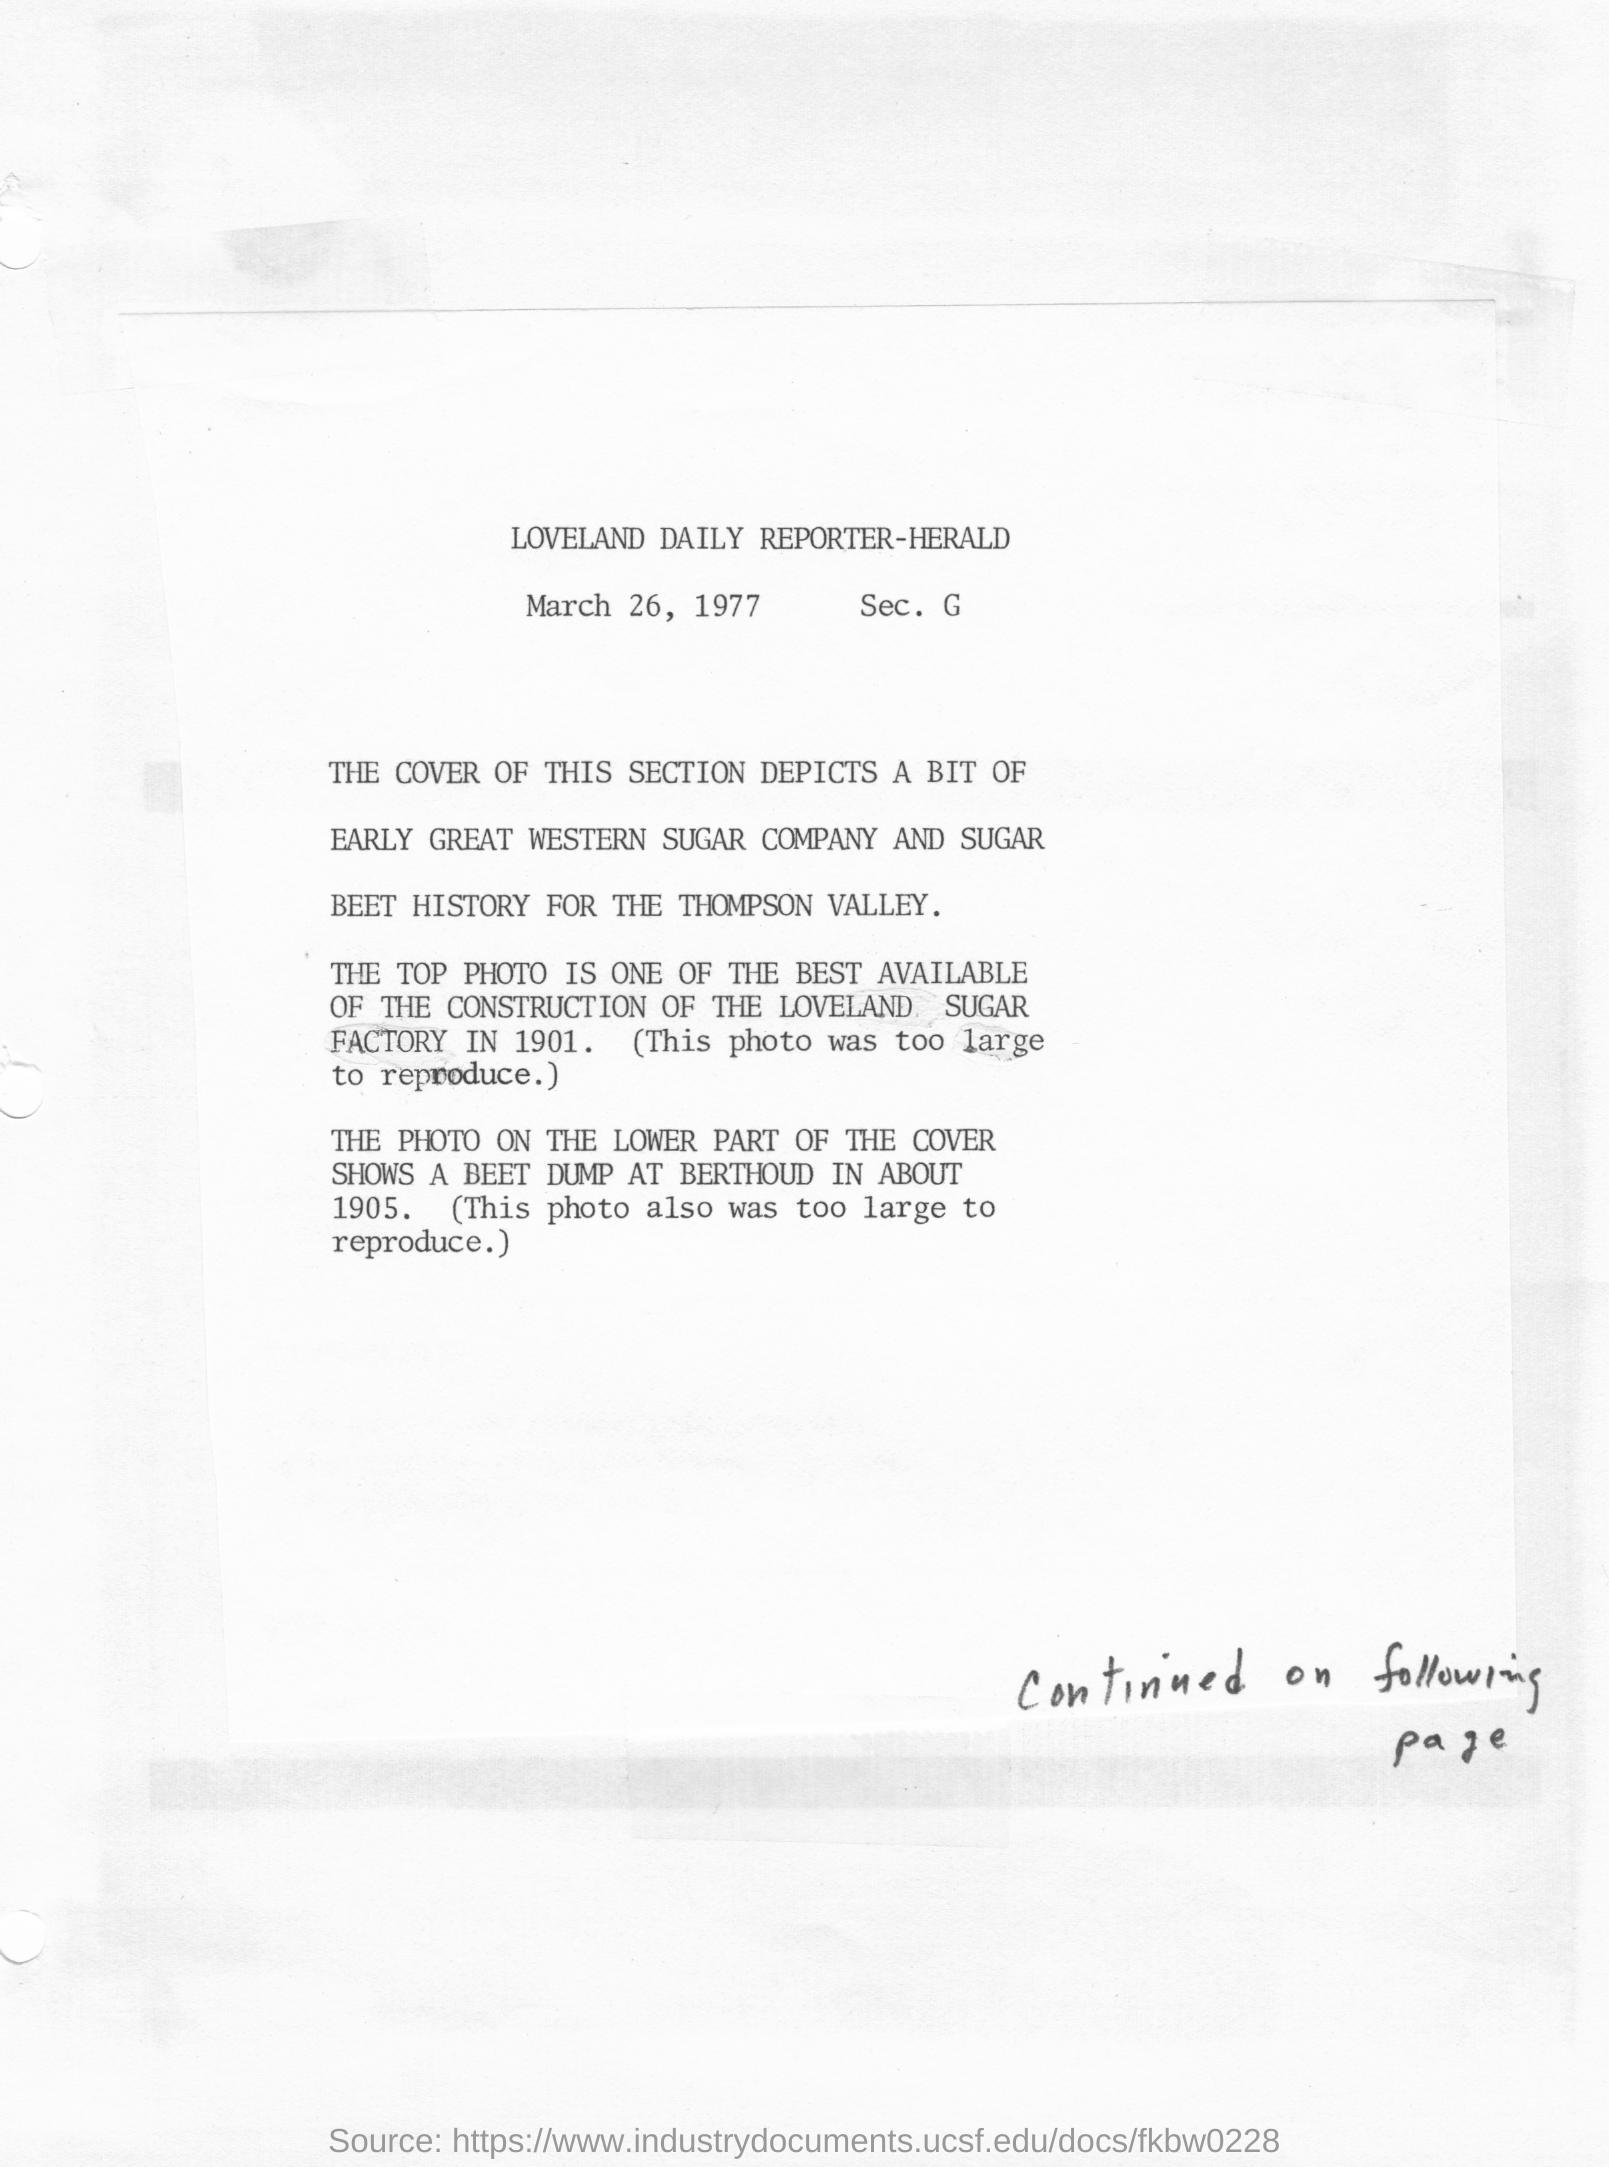 LOVELAND DAILY REPORTER-HERALD
March 26, 1977 Sec. G
THE COVER OF THIS SECTION DEPICTS A BIT OF
EARLY GREAT WESTERN SUGAR COMPANY AND SUGAR
BEET HISTORY FOR THE THOMPSON VALLEY.
THE TOP PHOTO IS ONE OF THE BEST AVAILABLE
OF THE CONSTRUCTION OF THE LOVELAND SUGAR
FACTORY IN 1901. (This photo was too large
to reproduce.)
THE PHOTO ON THE LOWER PART OF THE COVER
SHOWS A BEET DUMP AT BERTHOUD IN ABOUT
1905. (This photo also was too large to
reproduce.)
Continued on following
page
Source: https://www.industrydocuments.ucsf.edu/docs/fkbw0228